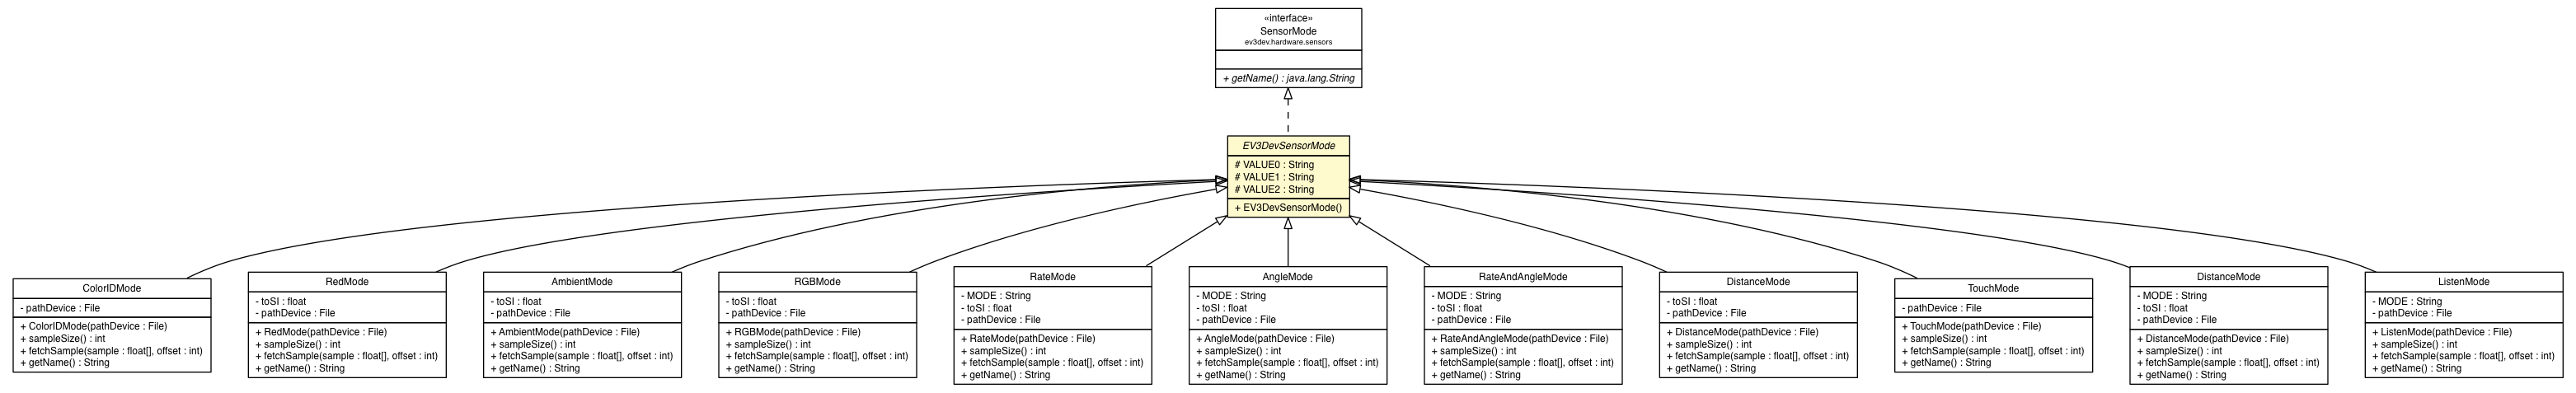 «interface»
SensorMode
ev3dev.hardware.sensors
+ getName() : java.lang.String
EV3DevSensorMode
# VALUE0 : String
# VALUE1 : String
# VALUE2 : String
+ EV3DevSensorMode()
ColorIDMode
- pathDevice : File
+ ColorIDMode(pathDevice : File)
+ sampleSize() : int
+ fetchSample(sample : float[], offset : int)
+ getName() : String
RedMode
- toSI : float
- pathDevice : File
+ RedMode(pathDevice : File)
+ sampleSize() : int
+ fetchSample(sample : float[], offset : int)
+ getName() : String
AmbientMode
- toSI : float
- pathDevice : File
+ AmbientMode(pathDevice : File)
+ sampleSize() : int
+ fetchSample(sample : float[], offset : int)
+ getName() : String
RGBMode
- toSI : float
- pathDevice : File
+ RGBMode(pathDevice : File)
+ sampleSize() : int
+ fetchSample(sample : float[], offset : int)
+ getName() : String
RateMode
- MODE : String
- toSI : float
- pathDevice : File
+ RateMode(pathDevice : File)
+ sampleSize() : int
+ fetchSample(sample : float[], offset : int)
+ getName() : String
AngleMode
- MODE : String
- toSI : float
- pathDevice : File
+ AngleMode(pathDevice : File)
+ sampleSize() : int
+ fetchSample(sample : float[], offset : int)
+ getName() : String
RateAndAngleMode
- MODE : String
- toSI : float
- pathDevice : File
+ RateAndAngleMode(pathDevice : File)
+ sampleSize() : int
+ fetchSample(sample : float[], offset : int)
+ getName() : String
DistanceMode
- toSI : float
- pathDevice : File
+ DistanceMode(pathDevice : File)
+ sampleSize() : int
+ fetchSample(sample : float[], offset : int)
+ getName() : String
TouchMode
- pathDevice : File
+ TouchMode(pathDevice : File)
+ sampleSize() : int
+ fetchSample(sample : float[], offset : int)
+ getName() : String
DistanceMode
- MODE : String
- toSI : float
- pathDevice : File
+ DistanceMode(pathDevice : File)
+ sampleSize() : int
+ fetchSample(sample : float[], offset : int)
+ getName() : String
ListenMode
- MODE : String
- pathDevice : File
+ ListenMode(pathDevice : File)
+ sampleSize() : int
+ fetchSample(sample : float[], offset : int)
+ getName() : String